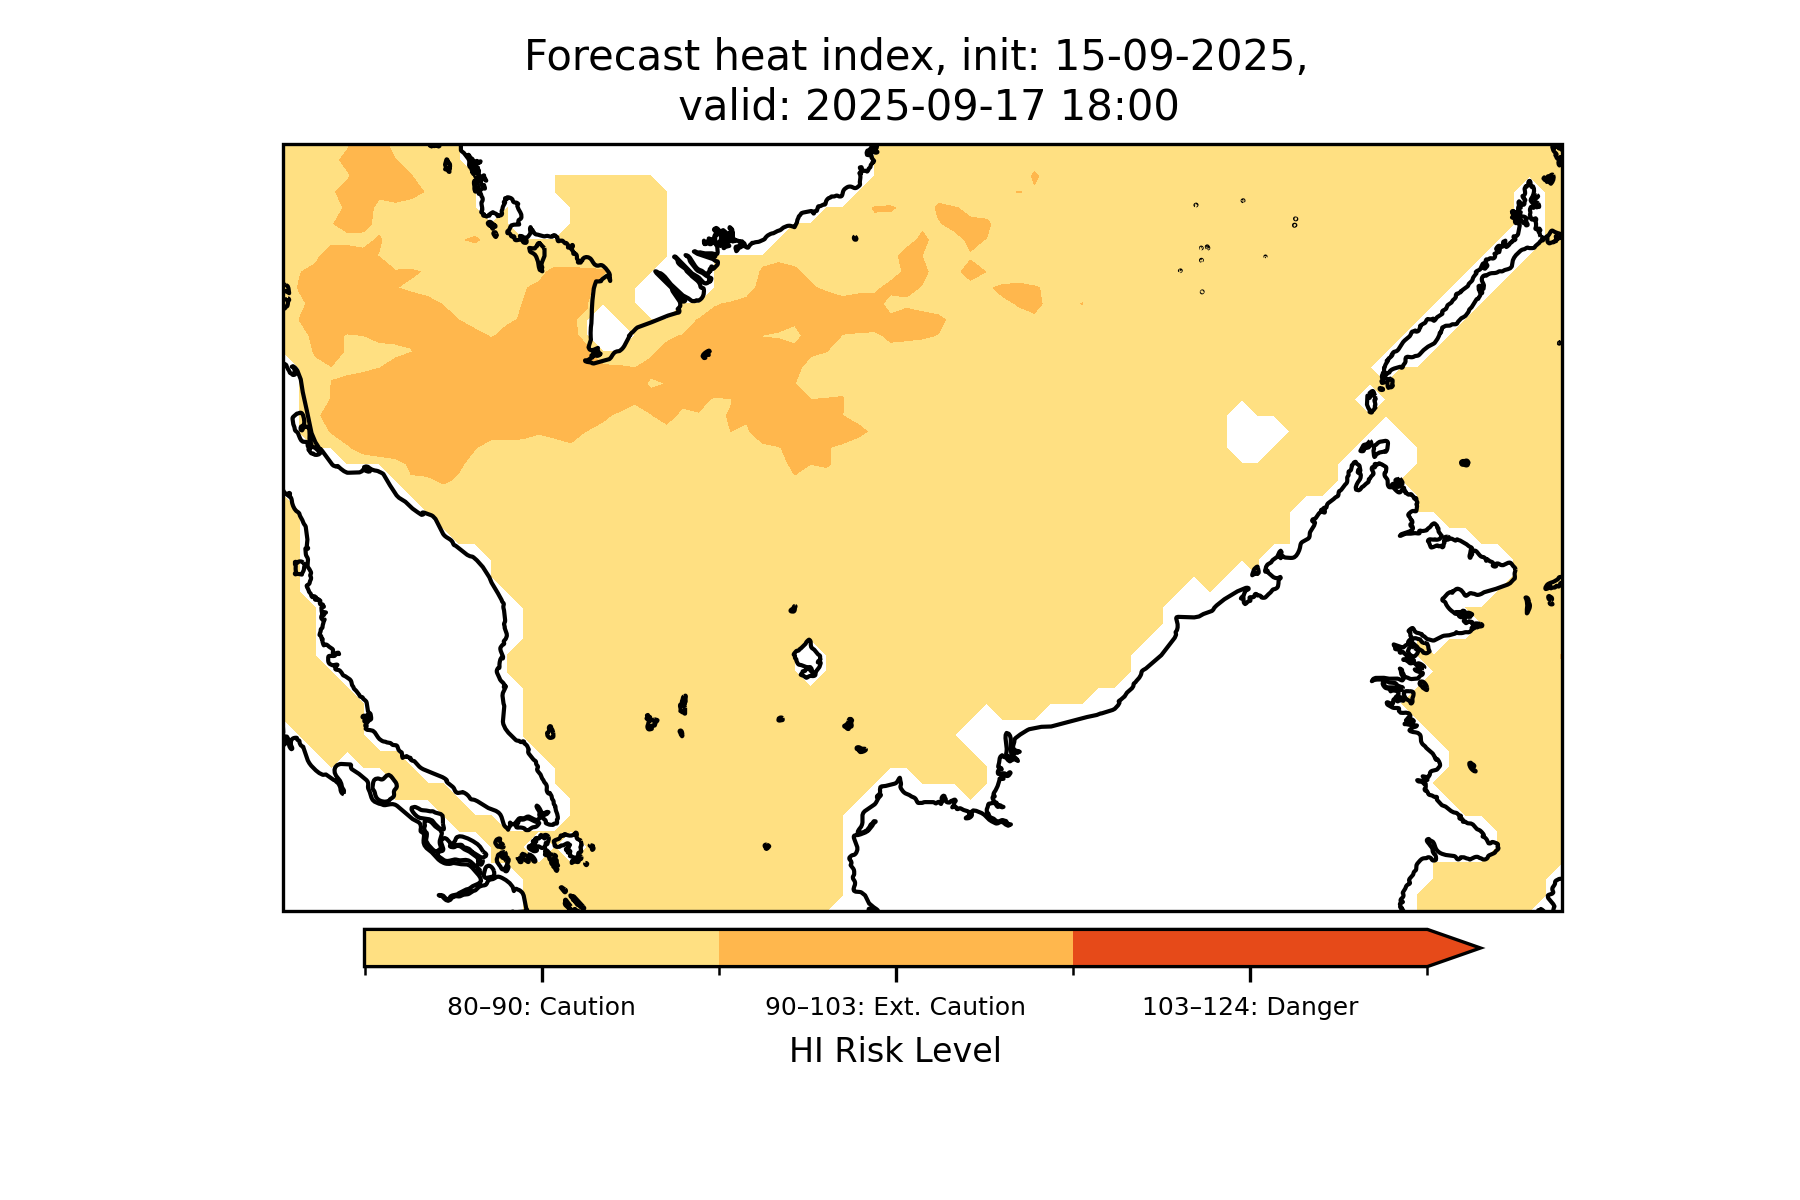 Forecast heat index, init: 15-09-2025,
valid: 2025-09-17 18:00
80–90: Caution
90–103: Ext. Caution
103–124: Danger
HI Risk Level